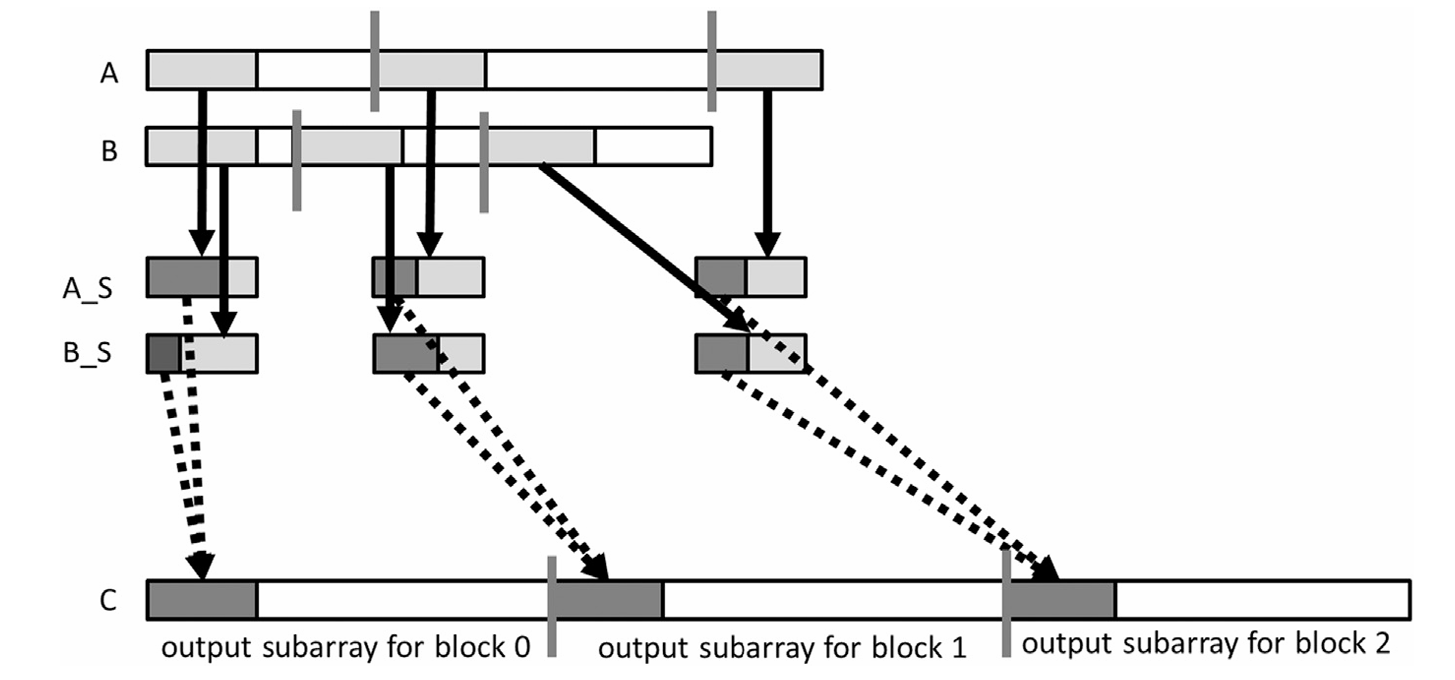 A
B
A_S
B_S
C
output subarray for block 0
output subarray for block 1
output subarray for block 2